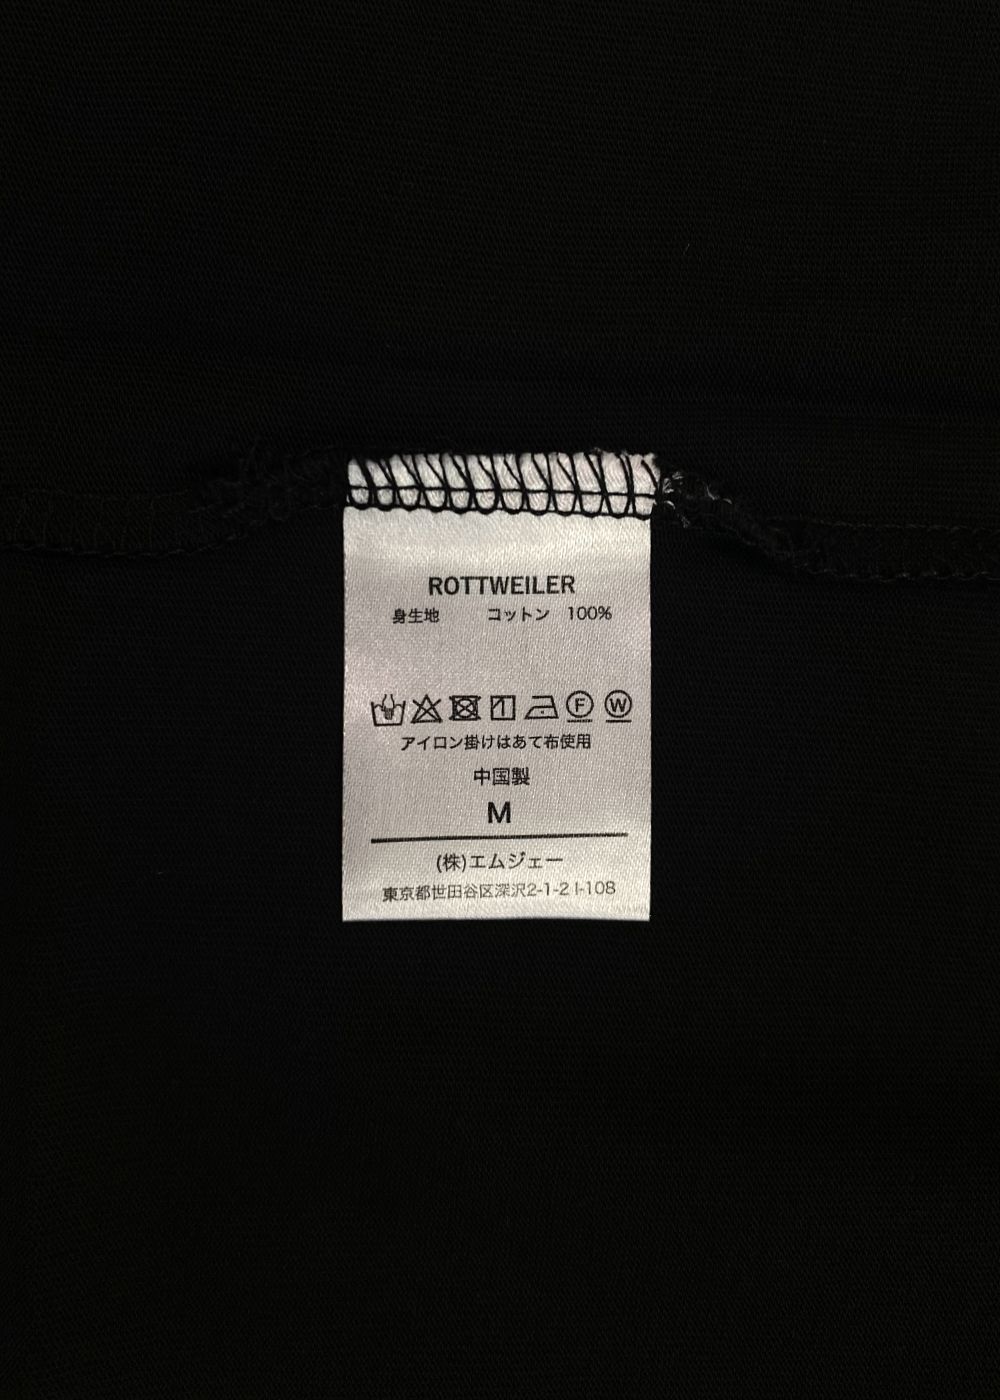 ROTTWEILER
身生地 コットン 100%
F W
アイロン掛けはあて布使用
中国製
M
(株)エムジェー
東京都世田谷区深沢2-1-2 I-108